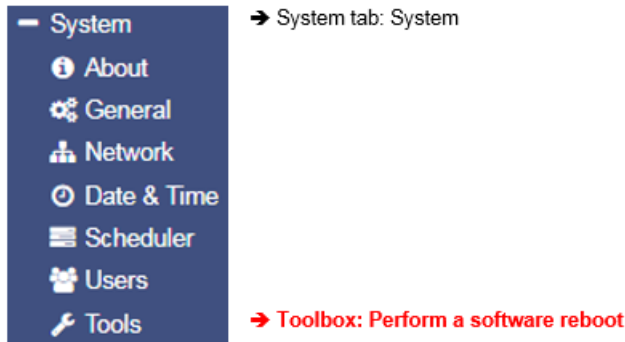 System ➔ System tab: System
About
General
Network
Date & Time
Scheduler
Users
Tools ➔ Toolbox: Perform a software reboot